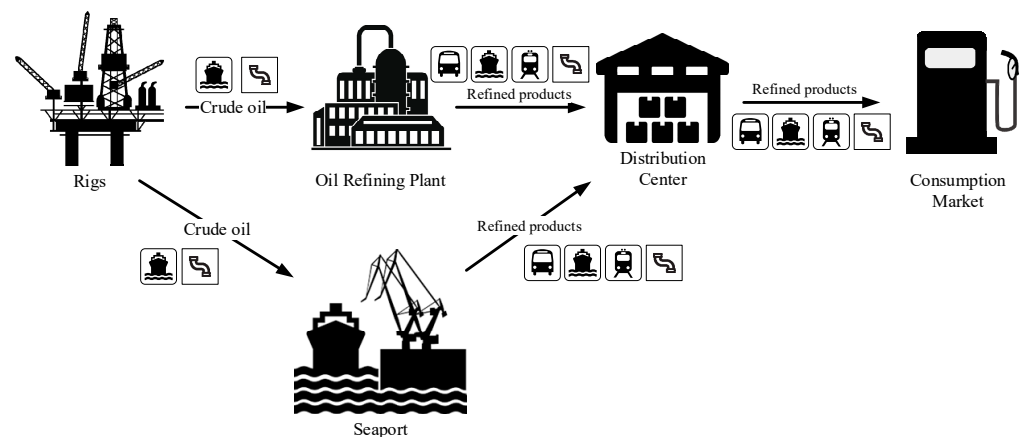 Crude oil
Refined products
Refined products
Rigs
Oil Refining Plant
Distribution
Center
Consumption
Market
Crude oil
Refined products
Seaport